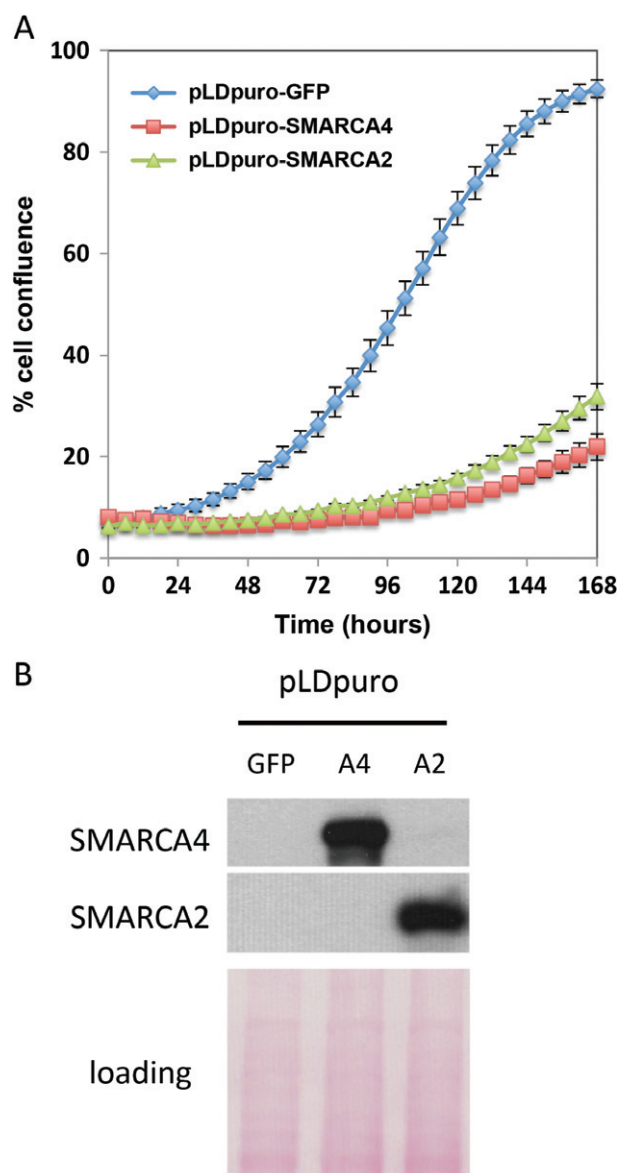 A
100
80
60
40
20
0
% cell confluence
pLDpuro-GFP
pLDpuro-SMARCA4
pLDpuro-SMARCA2
0 24 48 72 96 120 144 168
Time (hours)
B
pLDpuro
GFP A4 A2
SMARCA4
SMARCA2
loading